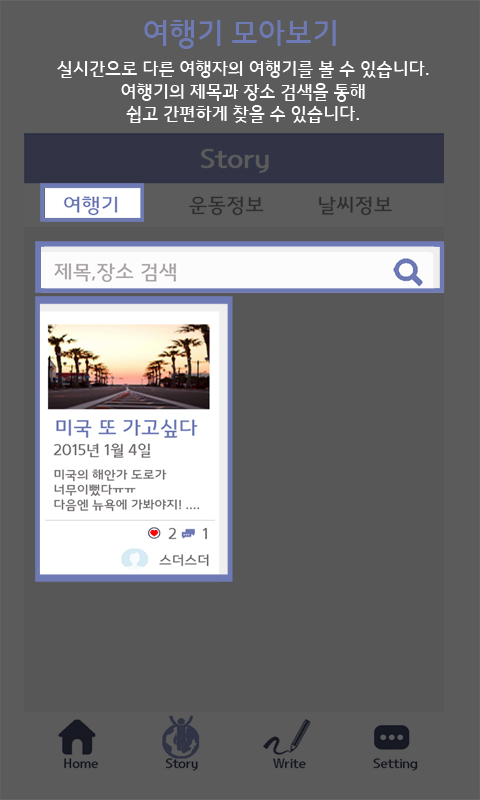 여행기 모아보기
실시간으로 다른 여행자의 여행기를 볼 수 있습니다.
여행기의 제목과 장소 검색을 통해
쉽고 간편하게 찾을 수 있습니다.
Story
여행기 운동정보 날씨정보
제목,장소 검색
미국 또 가고싶다
2015년 1월 4일
미국의 해안가 도로가
너무이뻤다ㅠㅠ
다음엔 뉴욕에 가봐야지! ....
2 1
스더스더
Home Story Write Setting